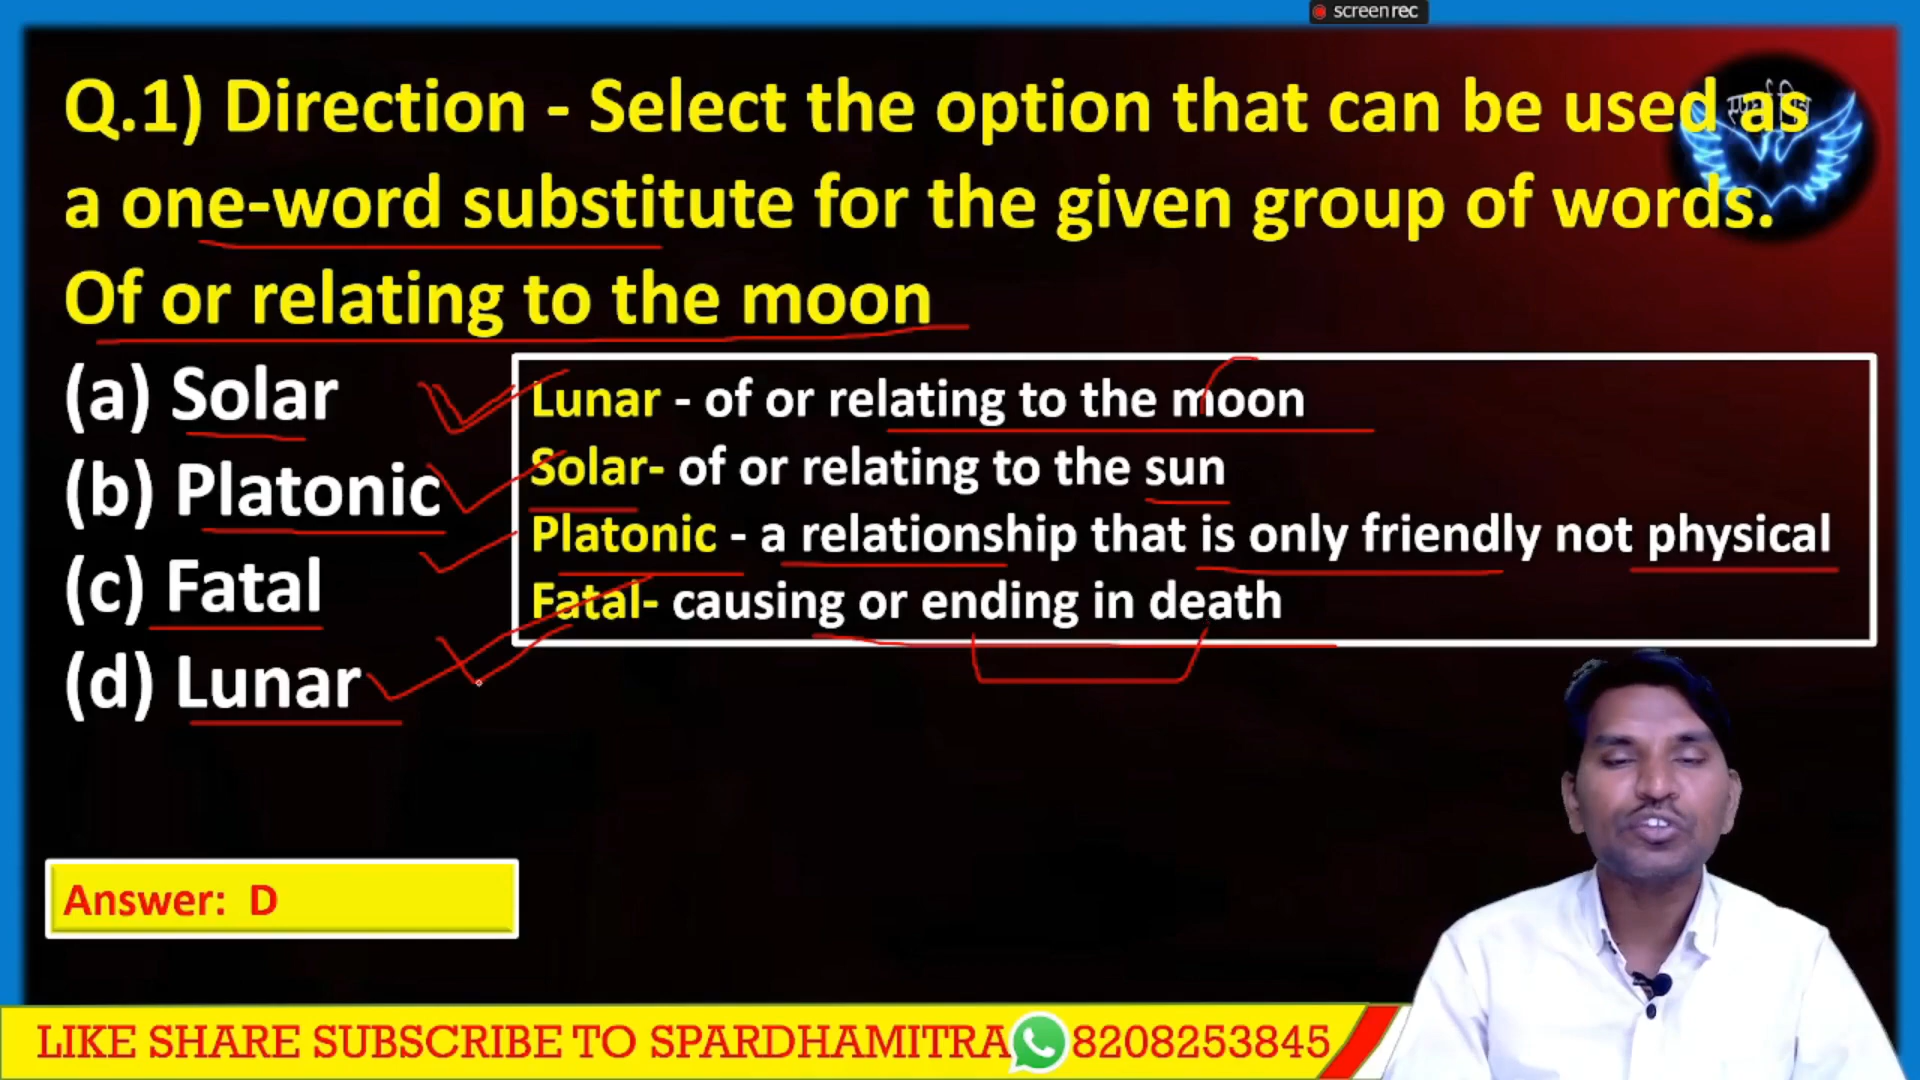 screenrec
Q.1) Direction - Select the option that can be used as
a one-word substitute for the given group of words.
Of or relating to the moon
(a) Solar
(b) Platonic
(c) Fatal
(d) Lunar
Lunar - of or relating to the moon
Solar- of or relating to the sun
Platonic - a relationship that is only friendly not physical
Fatal- causing or ending in death
Answer: D
LIKE SHARE SUBSCRIBE TO SPARDHAMITRA 8208253845